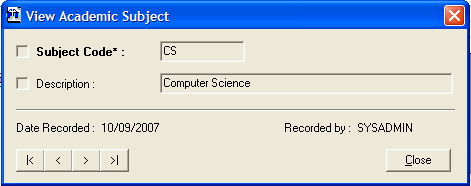 View Academic Subject
Subject Code* : CS
Description : Computer Science
Date Recorded : 10/09/2007 Recorded by : SYSADMIN
|< < > >| Close